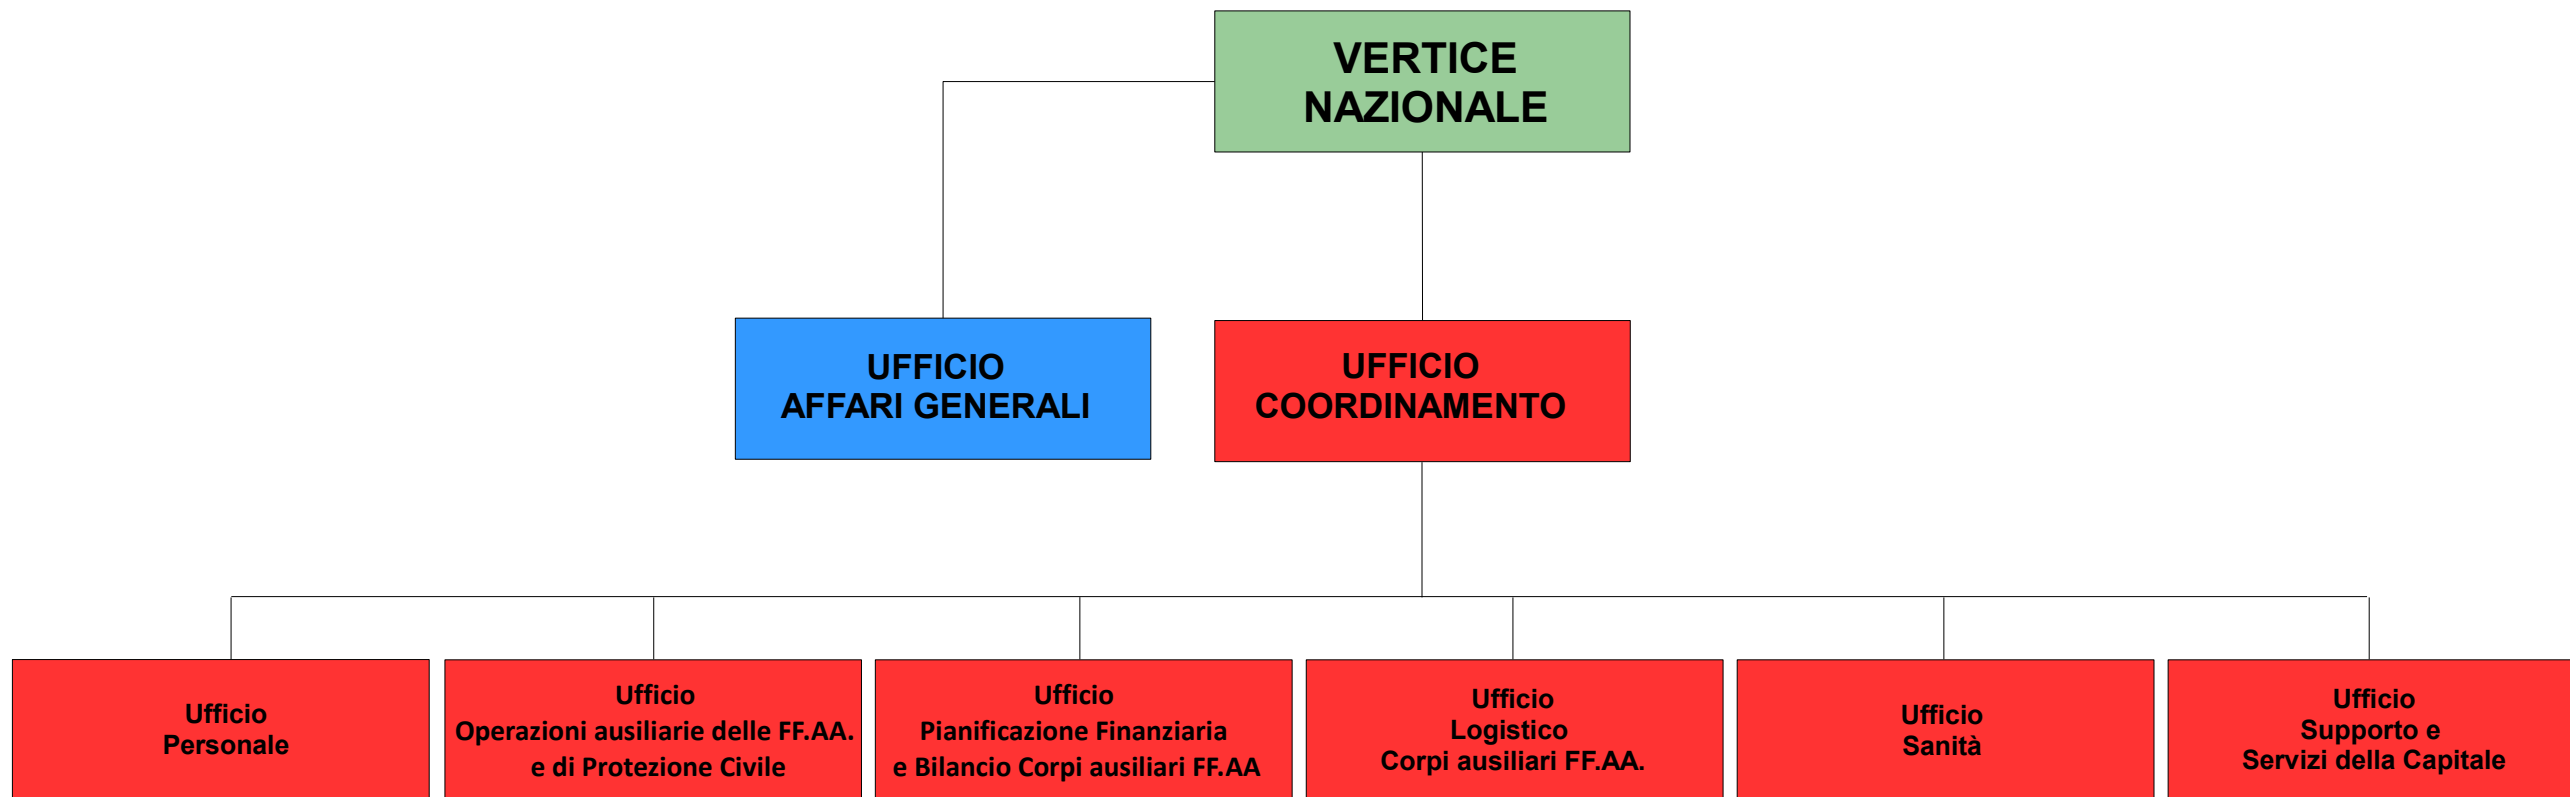 VERTICE
NAZIONALE
UFFICIO
AFFARI GENERALI
UFFICIO
COORDINAMENTO
Ufficio
Personale
Ufficio
Operazioni ausiliarie delle FF.AA.
e di Protezione Civile
Ufficio
Pianificazione Finanziaria
e Bilancio Corpi ausiliari FF.AA
Ufficio
Logistico
Corpi ausiliari FF.AA.
Ufficio
Sanità
Ufficio
Supporto e
Servizi della Capitale